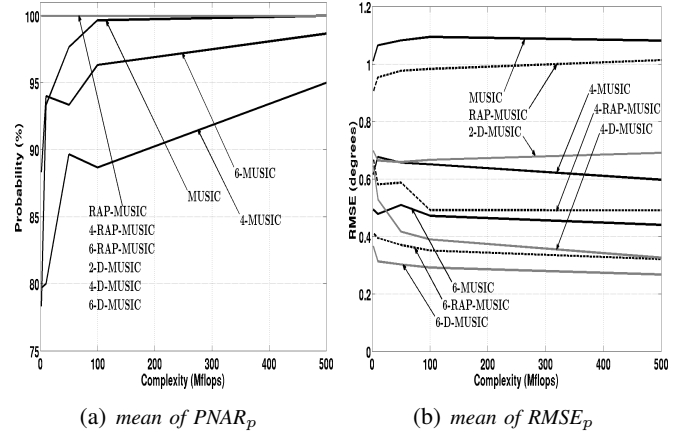 100
95
90
85
80
75
Probability (%)
6-MUSIC
MUSIC
4-MUSIC
RAP-MUSIC
4-RAP-MUSIC
6-RAP-MUSIC
2-D-MUSIC
4-D-MUSIC
6-D-MUSIC
0 100 200 300 400 500
Complexity (Mflops)
(a) mean of PNARp
1.2
1
0.8
0.6
0.4
0.2
0
RMSE (degrees)
MUSIC
RAP-MUSIC
2-D-MUSIC
4-MUSIC
4-RAP-MUSIC
4-D-MUSIC
6-MUSIC
6-RAP-MUSIC
6-D-MUSIC
0 100 200 300 400 500
Complexity (Mflops)
(b) mean of RMSEp